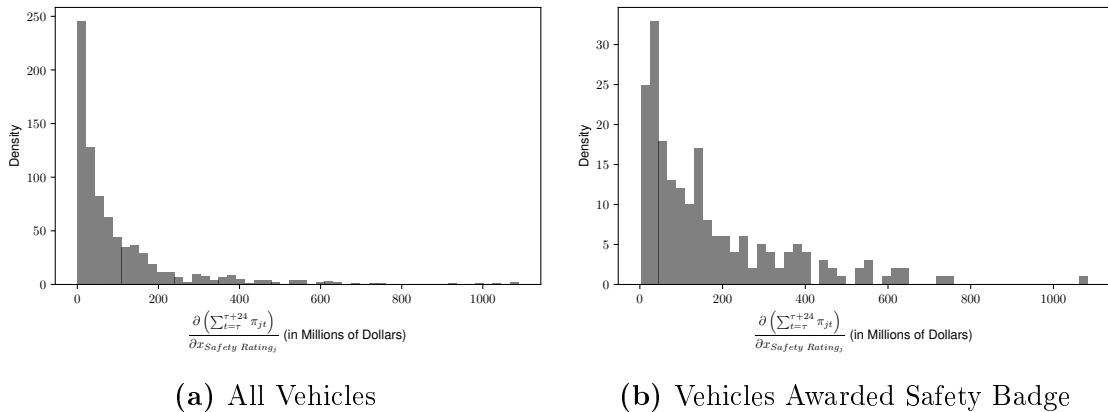 250
200
150
100
50
0
Density
0 200 400 600 800 1000
∂ (∑_{t=τ}^{τ+24} π_{jt}) / ∂x_{Safety Rating_j} (in Millions of Dollars)
(a) All Vehicles
30
25
20
15
10
5
0
Density
0 200 400 600 800 1000
∂ (∑_{t=τ}^{τ+24} π_{jt}) / ∂x_{Safety Rating_j} (in Millions of Dollars)
(b) Vehicles Awarded Safety Badge